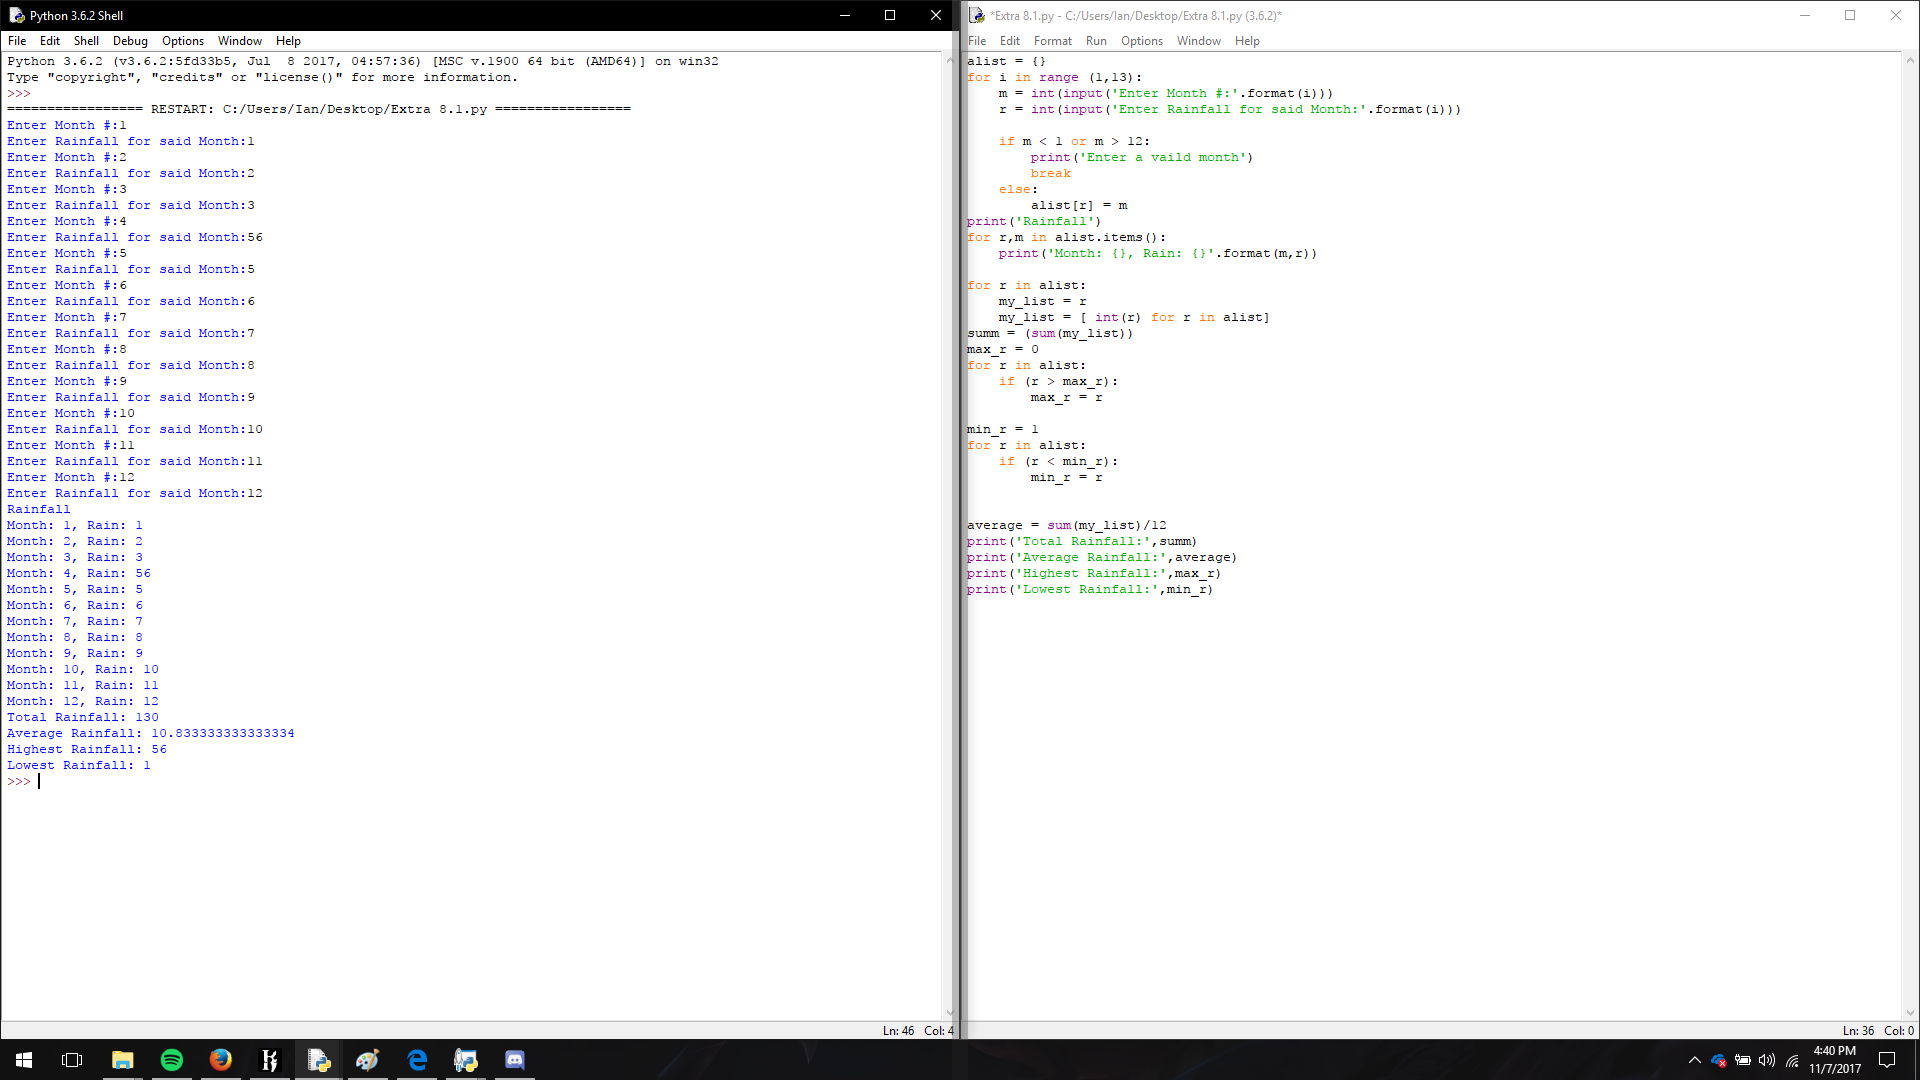 Python 3.6.2 Shell
File Edit Shell Debug Options Window Help
Python 3.6.2 (v3.6.2:5fd33b5, Jul  8 2017, 04:57:36) [MSC v.1900 64 bit (AMD64)] on win32
Type "copyright", "credits" or "license()" for more information.
>>>
================= RESTART: C:/Users/Ian/Desktop/Extra 8.1.py =================
Enter Month #:1
Enter Rainfall for said Month:1
Enter Month #:2
Enter Rainfall for said Month:2
Enter Month #:3
Enter Rainfall for said Month:3
Enter Month #:4
Enter Rainfall for said Month:56
Enter Month #:5
Enter Rainfall for said Month:5
Enter Month #:6
Enter Rainfall for said Month:6
Enter Month #:7
Enter Rainfall for said Month:7
Enter Month #:8
Enter Rainfall for said Month:8
Enter Month #:9
Enter Rainfall for said Month:9
Enter Month #:10
Enter Rainfall for said Month:10
Enter Month #:11
Enter Rainfall for said Month:11
Enter Month #:12
Enter Rainfall for said Month:12
Rainfall
Month: 1, Rain: 1
Month: 2, Rain: 2
Month: 3, Rain: 3
Month: 4, Rain: 56
Month: 5, Rain: 5
Month: 6, Rain: 6
Month: 7, Rain: 7
Month: 8, Rain: 8
Month: 9, Rain: 9
Month: 10, Rain: 10
Month: 11, Rain: 11
Month: 12, Rain: 12
Total Rainfall: 130
Average Rainfall: 10.833333333333334
Highest Rainfall: 56
Lowest Rainfall: 1
>>>
Ln: 46 Col: 4
*Extra 8.1.py - C:/Users/Ian/Desktop/Extra 8.1.py (3.6.2)*
File Edit Format Run Options Window Help
alist = {}
for i in range (1,13):
    m = int(input('Enter Month #:'.format(i)))
    r = int(input('Enter Rainfall for said Month:'.format(i)))
    if m < 1 or m > 12:
        print('Enter a vaild month')
        break
    else:
        alist[r] = m
print('Rainfall')
for r,m in alist.items():
    print('Month: {}, Rain: {}'.format(m,r))
for r in alist:
    my_list = r
    my_list = [ int(r) for r in alist]
summ = (sum(my_list))
max_r = 0
for r in alist:
    if (r > max_r):
        max_r = r
min_r = 1
for r in alist:
    if (r < min_r):
        min_r = r
average = sum(my_list)/12
print('Total Rainfall:',summ)
print('Average Rainfall:',average)
print('Highest Rainfall:',max_r)
print('Lowest Rainfall:',min_r)
Ln: 36 Col: 0
4:40 PM
11/7/2017